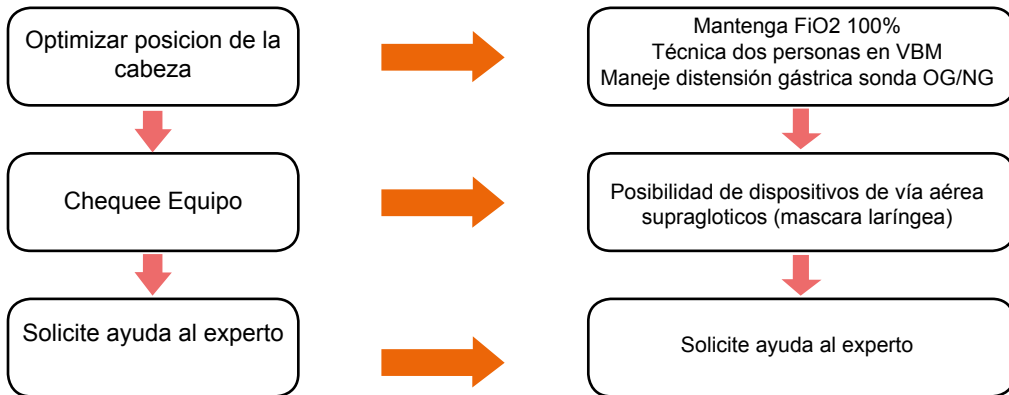 Optimizar posicion de la
cabeza
Mantenga FiO2 100%
Técnica dos personas en VBM
Maneje distensión gástrica sonda OG/NG
Chequee Equipo
Posibilidad de dispositivos de vía aérea
supragloticos (mascara laríngea)
Solicite ayuda al experto
Solicite ayuda al experto